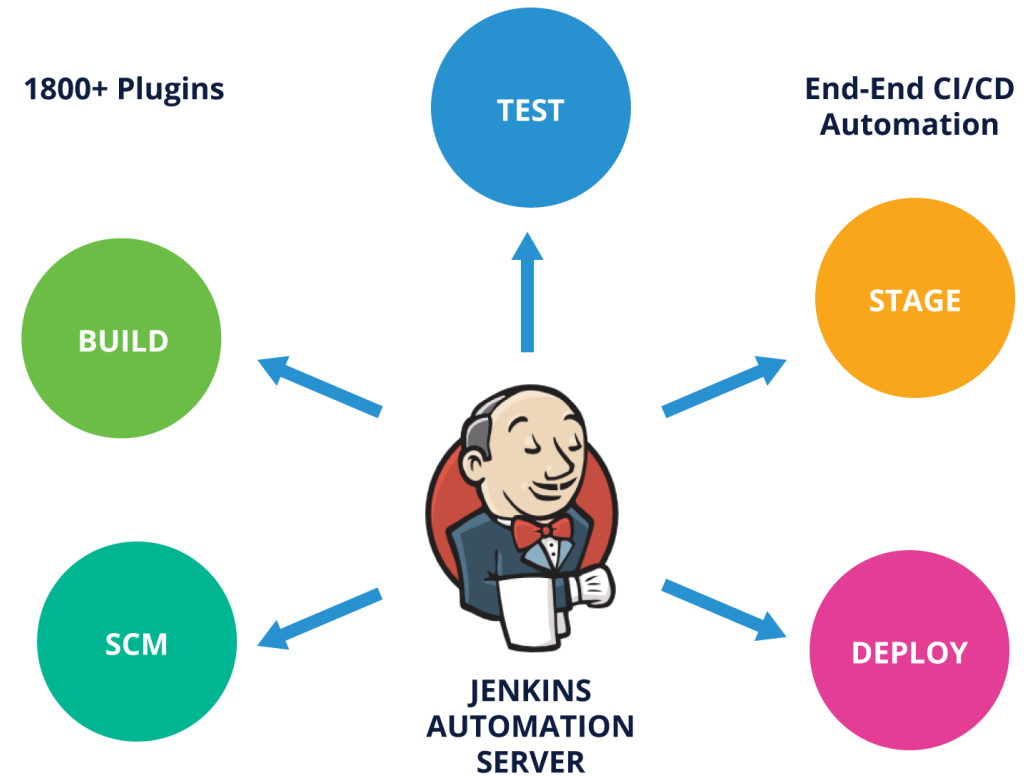 1800+ Plugins
TEST
End-End CI/CD
Automation
BUILD
STAGE
SCM
DEPLOY
JENKINS
AUTOMATION
SERVER